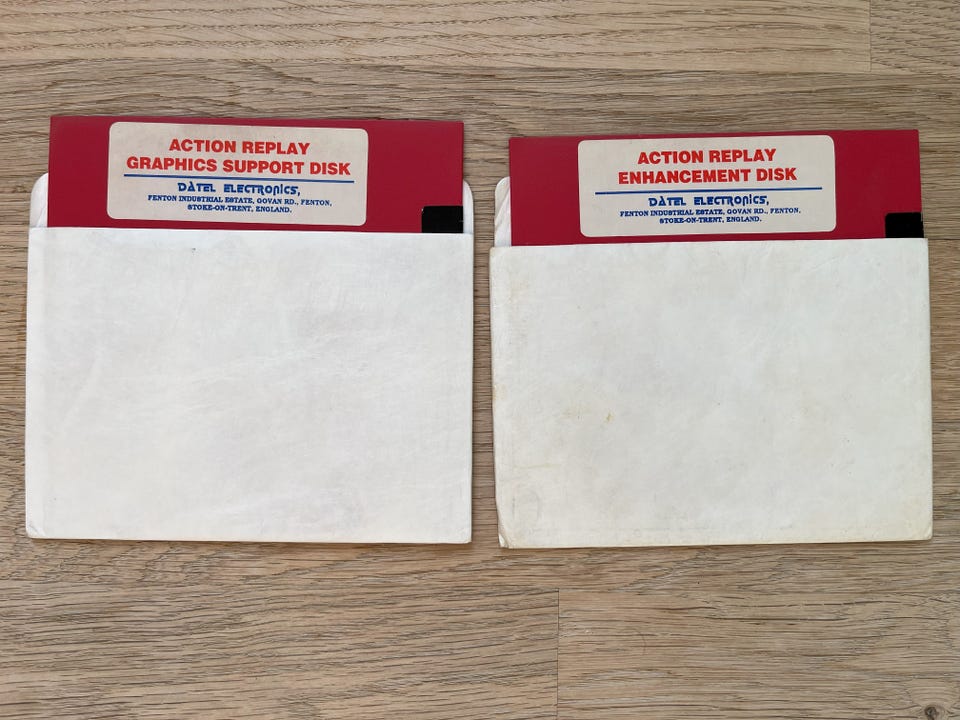 ACTION REPLAY
GRAPHICS SUPPORT DISK
DATEL ELECTRONICS,
FENTON INDUSTRIAL ESTATE, GOVAN RD., FENTON,
STOKE-ON-TRENT, ENGLAND.
ACTION REPLAY
ENHANCEMENT DISK
DATEL ELECTRONICS,
FENTON INDUSTRIAL ESTATE, GOVAN RD., FENTON,
STOKE-ON-TRENT, ENGLAND.